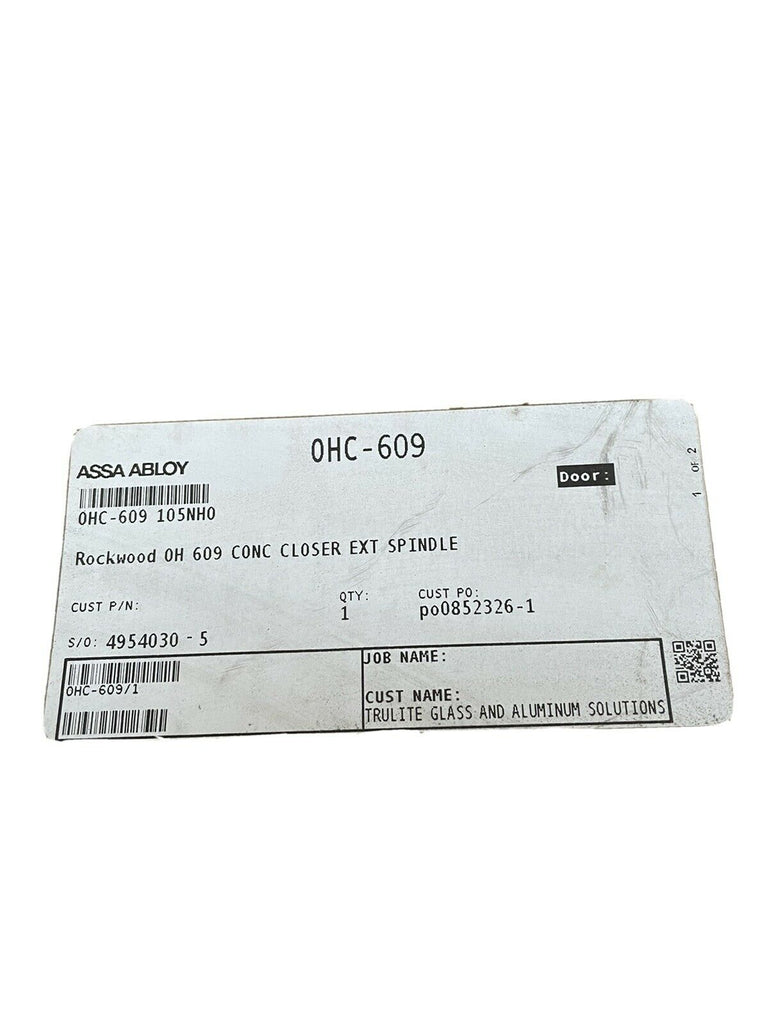 OHC-609
ASSA ABLOY
Door:
1 OF 2
OHC-609 105NHO
Rockwood OH 609 CONC CLOSER EXT SPINDLE
CUST P/N:
QTY:
1
CUST PO:
po0852326-1
S/O: 4954030 - 5
OHC-609/1
JOB NAME:
CUST NAME:
TRULITE GLASS AND ALUMINUM SOLUTIONS